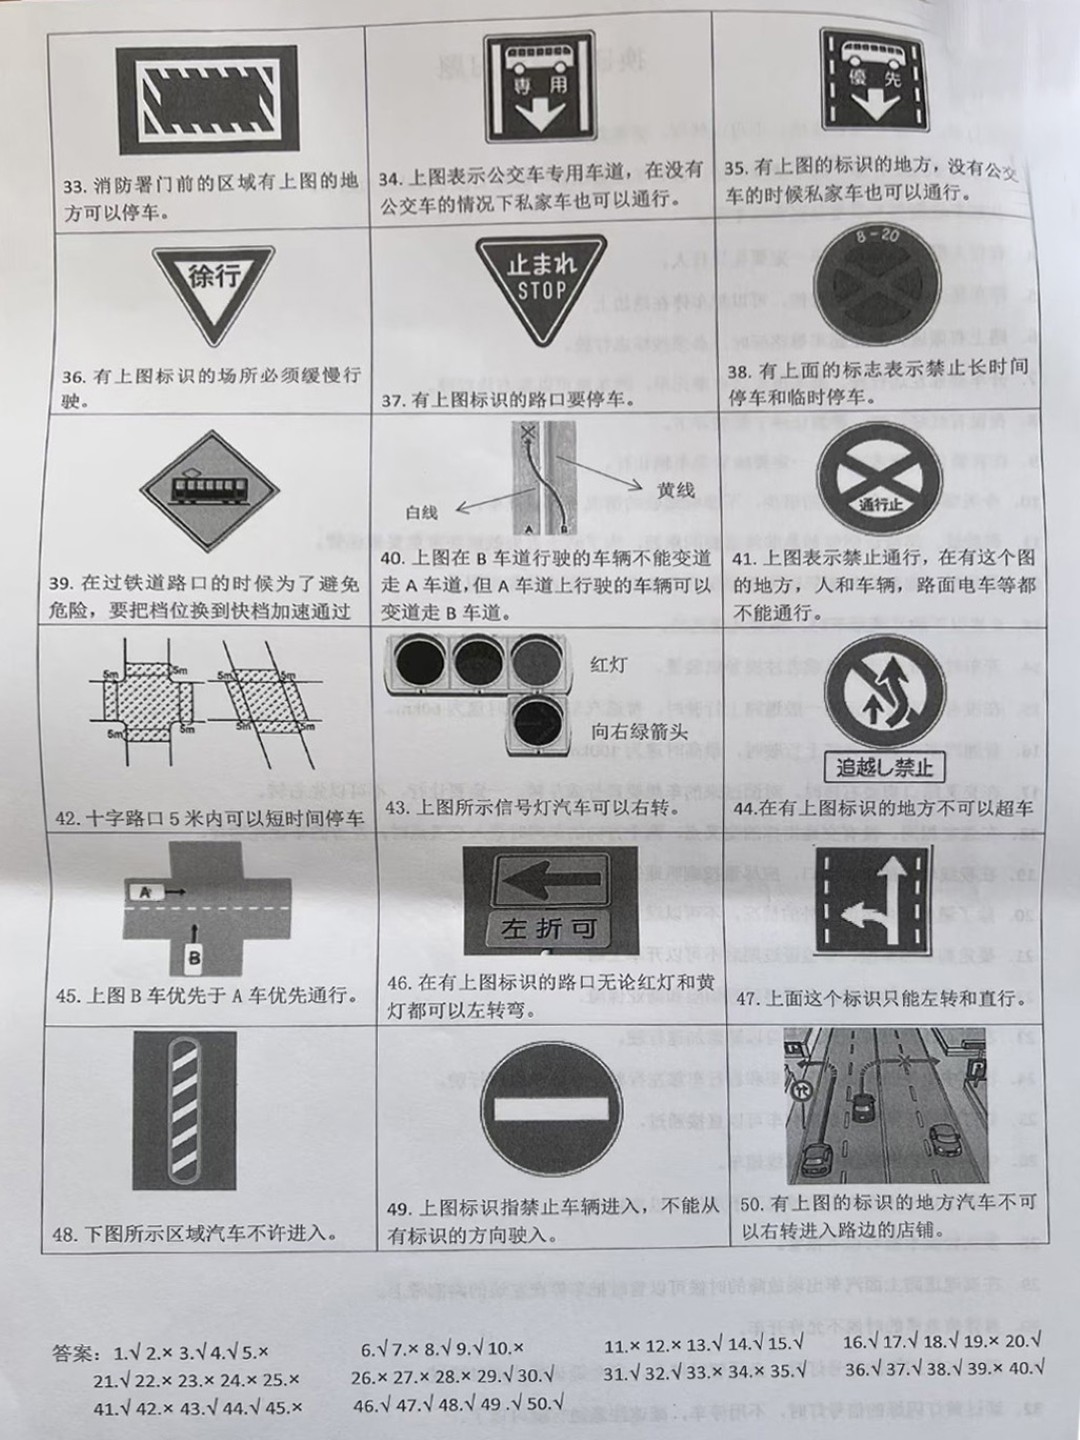 専 用
優 先
33. 消防署门前的区域有上图的地
方可以停车。
34. 上图表示公交车专用车道，在没有
公交车的情况下私家车也可以通行。
35. 有上图的标识的地方，没有公交
车的时候私家车也可以通行。
徐行
止まれ
STOP
8-20
36. 有上图标识的场所必须缓慢行
驶。
37. 有上图标识的路口要停车。
38. 有上面的标志表示禁止长时间
停车和临时停车。
白线
黄线
A B
通行止
39. 在过铁道路口的时候为了避免
危险，要把档位换到快档加速通过
40. 上图在 B 车道行驶的车辆不能变道
走 A 车道，但 A 车道上行驶的车辆可以
变道走 B 车道。
41. 上图表示禁止通行，在有这个图
的地方，人和车辆，路面电车等都
不能通行。
5m 5m
5m 5m
5m 5m
5m 5m
红灯
向右绿箭头
追越し禁止
42. 十字路口 5 米内可以短时间停车
43. 上图所示信号灯汽车可以右转。
44.在有上图标识的地方不可以超车
A
B
左折可
45. 上图 B 车优先于 A 车优先通行。
46. 在有上图标识的路口无论红灯和黄
灯都可以左转弯。
47. 上面这个标识只能左转和直行。
48. 下图所示区域汽车不许进入。
49. 上图标识指禁止车辆进入，不能从
有标识的方向驶入。
50. 有上图的标识的地方汽车不可
以右转进入路边的店铺。
答案：1.√ 2.× 3.√ 4.√ 5.× 6.√ 7.× 8.√ 9.√ 10.× 11.× 12.× 13.√ 14.√ 15.√ 16.√ 17.√ 18.√ 19.× 20.√
21.√ 22.× 23.× 24.× 25.× 26.× 27.× 28.× 29.√ 30.√ 31.√ 32.√ 33.× 34.× 35.√ 36.√ 37.√ 38.√ 39.× 40.√
41.√ 42.× 43.√ 44.√ 45.× 46.√ 47.√ 48.√ 49 .√ 50.√